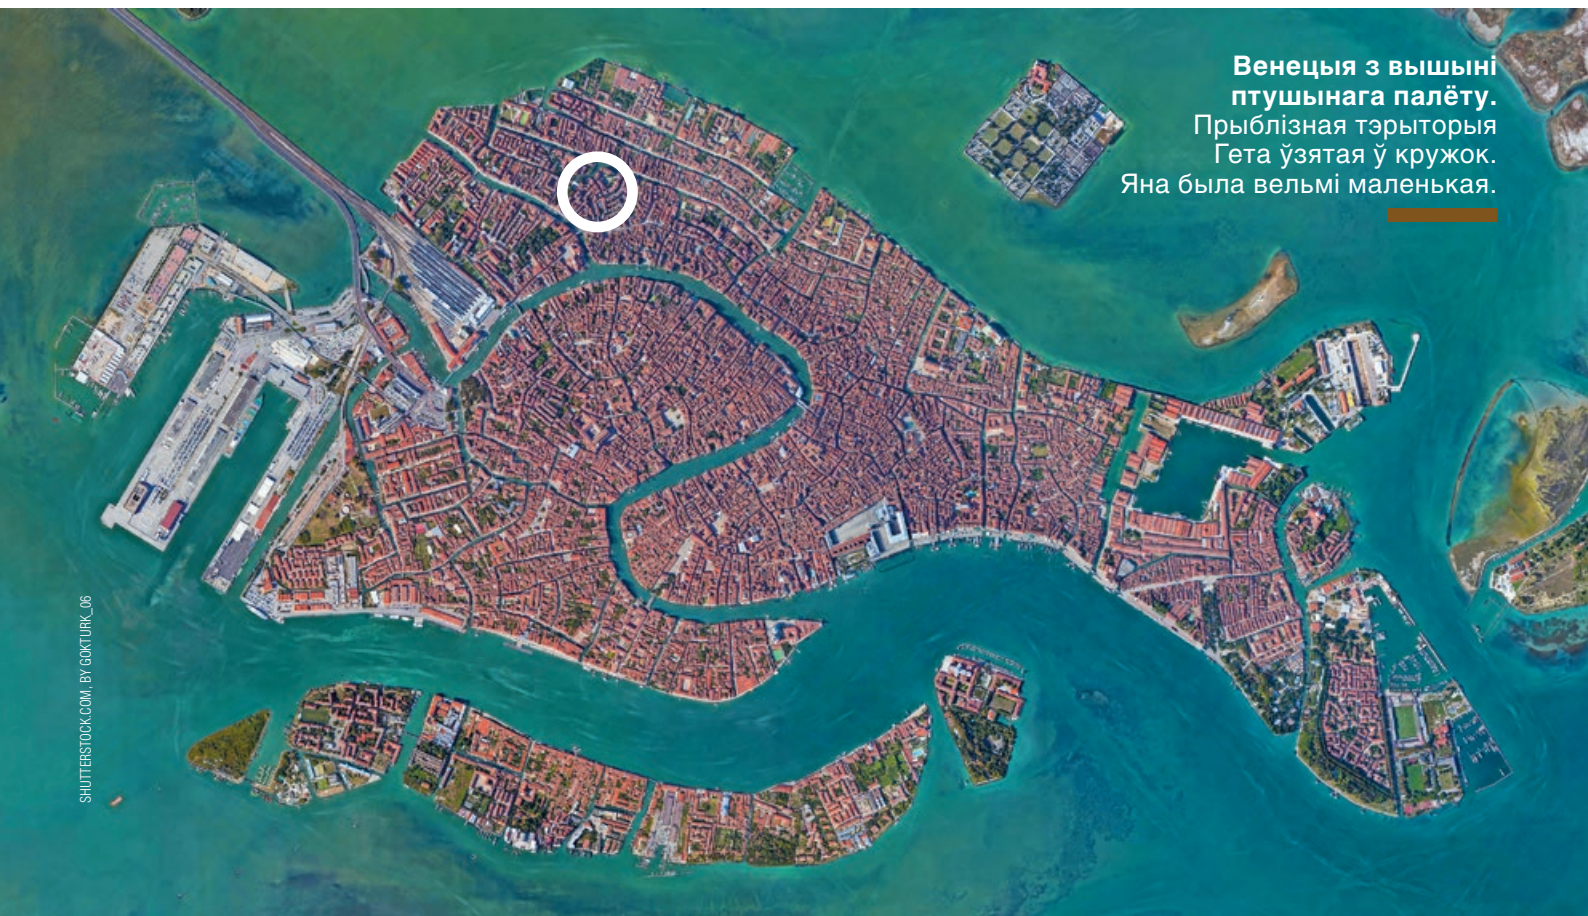 Венецыя з вышыні
птушынага палёту.
Прыблізная тэрыторыя
Гета ўзятая ў кружок.
Яна была вельмі маленькая.
SHUTTERSTOCK.COM, BY GOKTURK_06